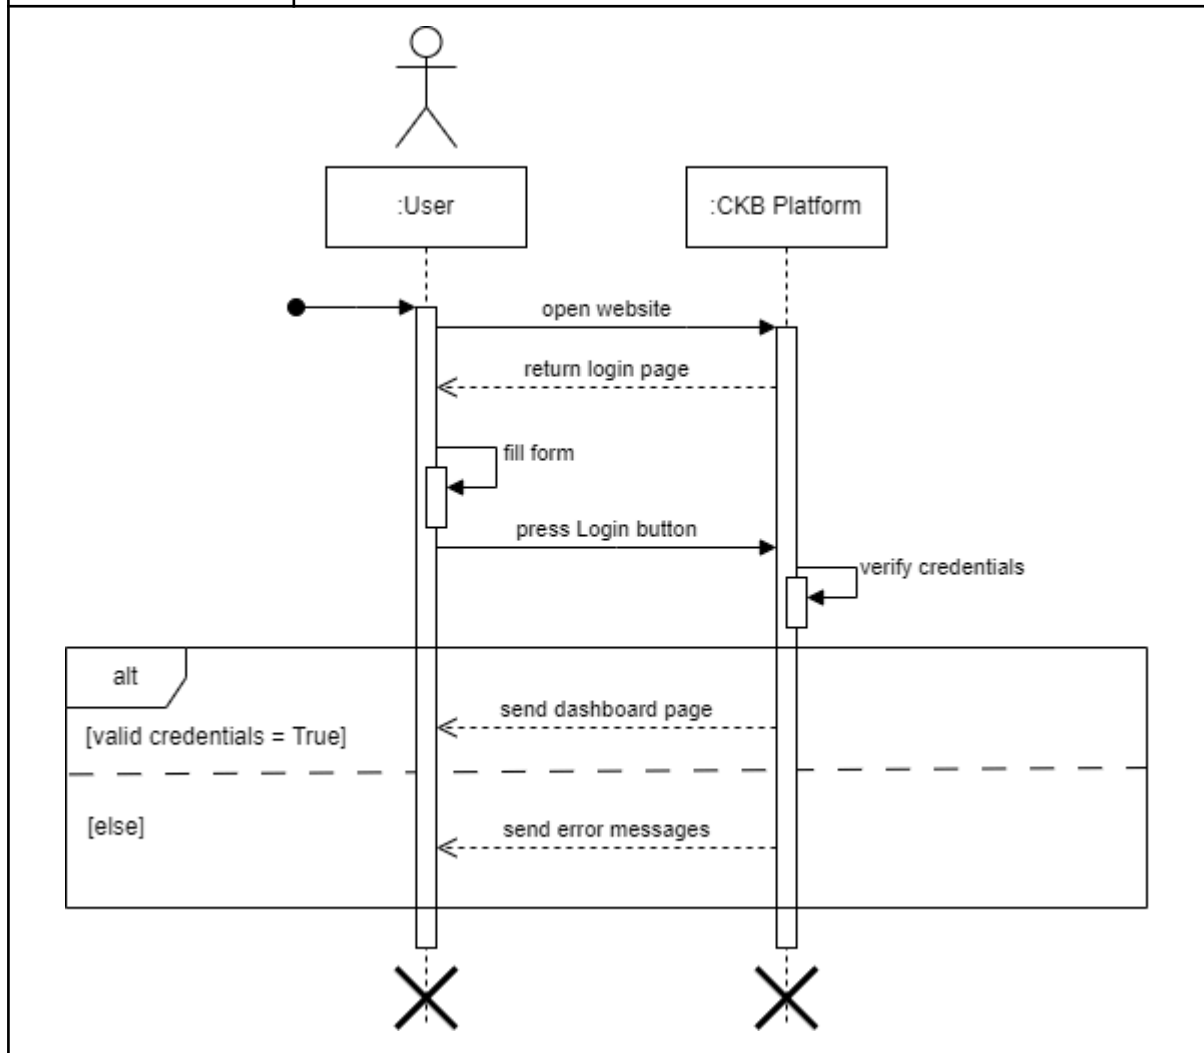 :User
:CKB Platform
open website
return login page
fill form
press Login button
verify credentials
alt
send dashboard page
[valid credentials = True]
[else]
send error messages